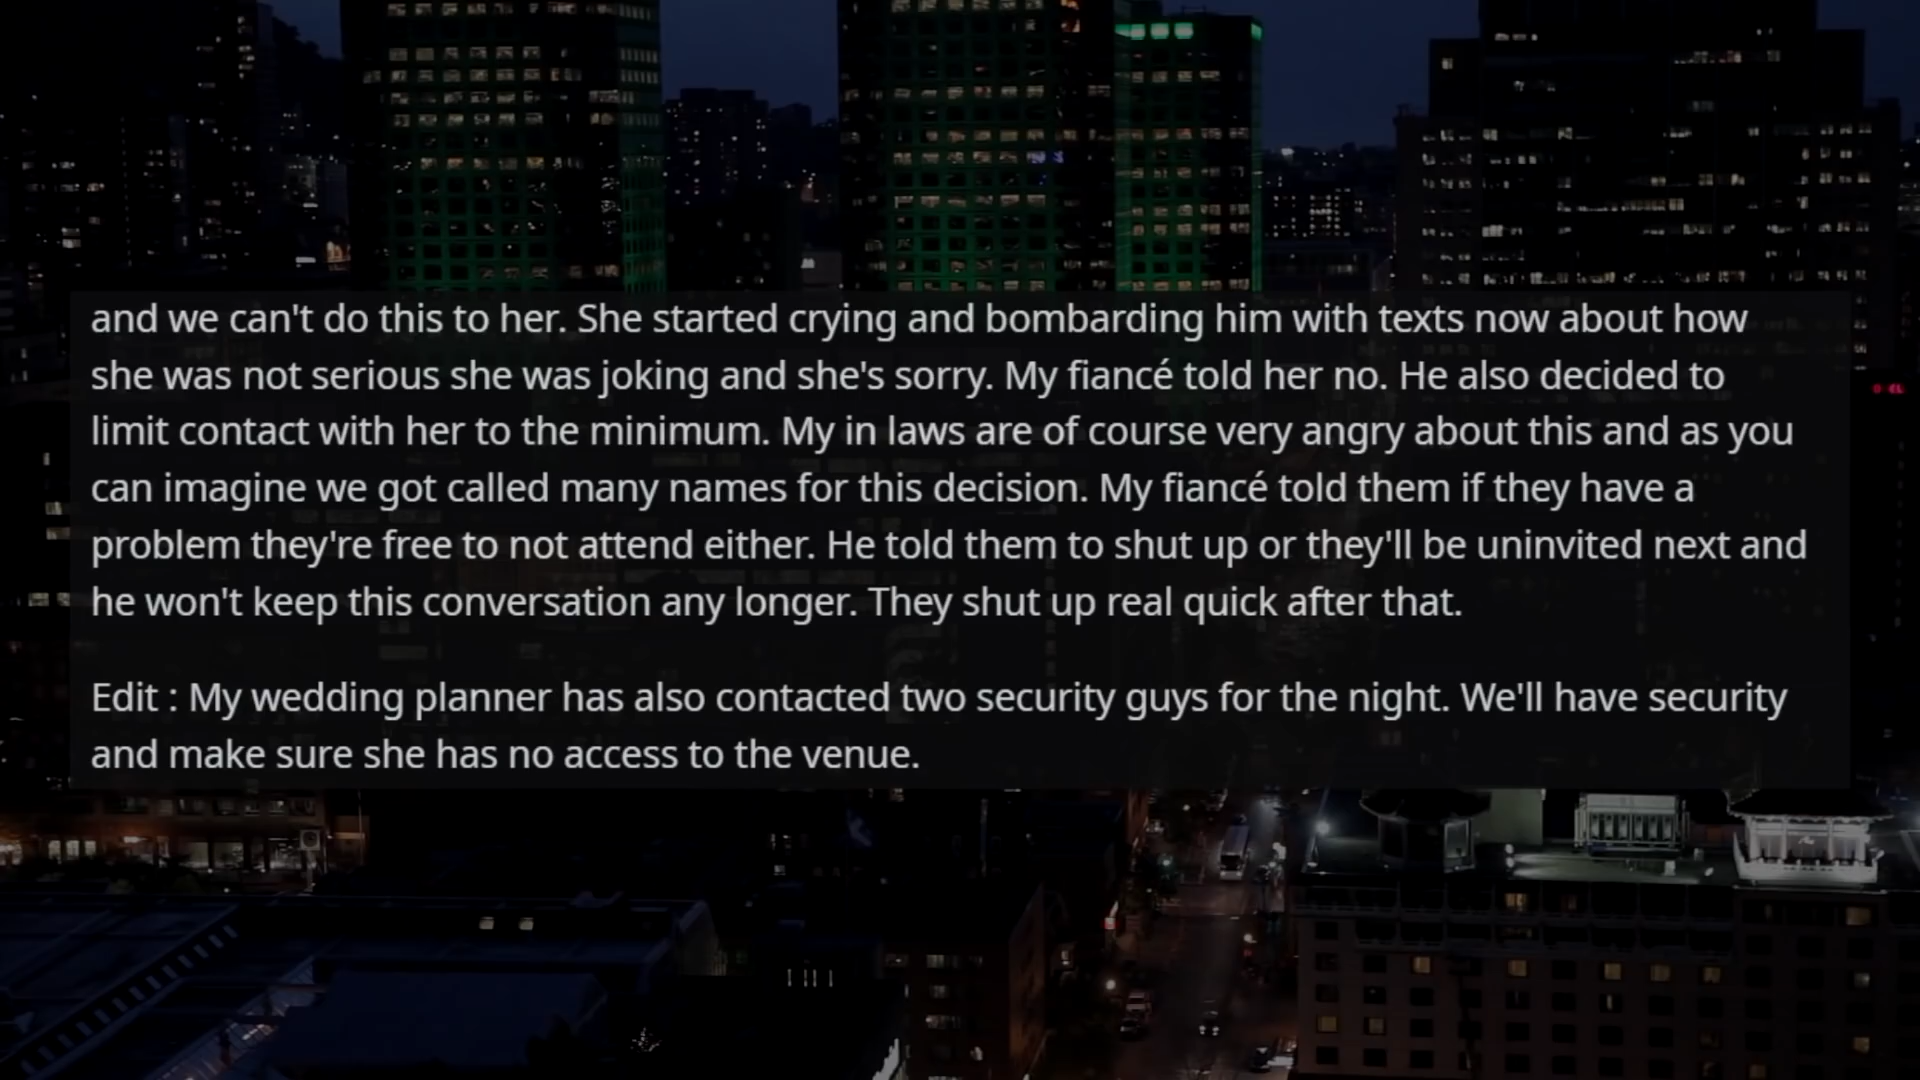 and we can't do this to her. She started crying and bombarding him with texts now about how
she was not serious she was joking and she's sorry. My fiancé told her no. He also decided to
limit contact with her to the minimum. My in laws are of course very angry about this and as you
can imagine we got called many names for this decision. My fiancé told them if they have a
problem they're free to not attend either. He told them to shut up or they'll be uninvited next and
he won't keep this conversation any longer. They shut up real quick after that.
Edit : My wedding planner has also contacted two security guys for the night. We'll have security
and make sure she has no access to the venue.